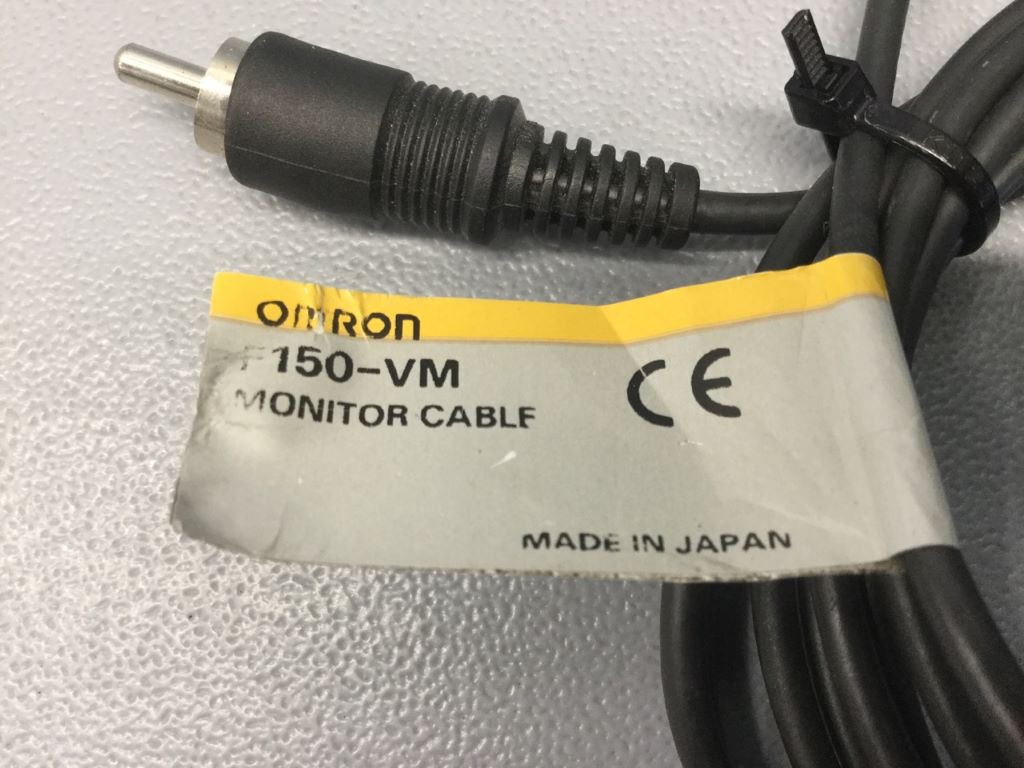 omron
F150-VM
MONITOR CABLE
CE
MADE IN JAPAN